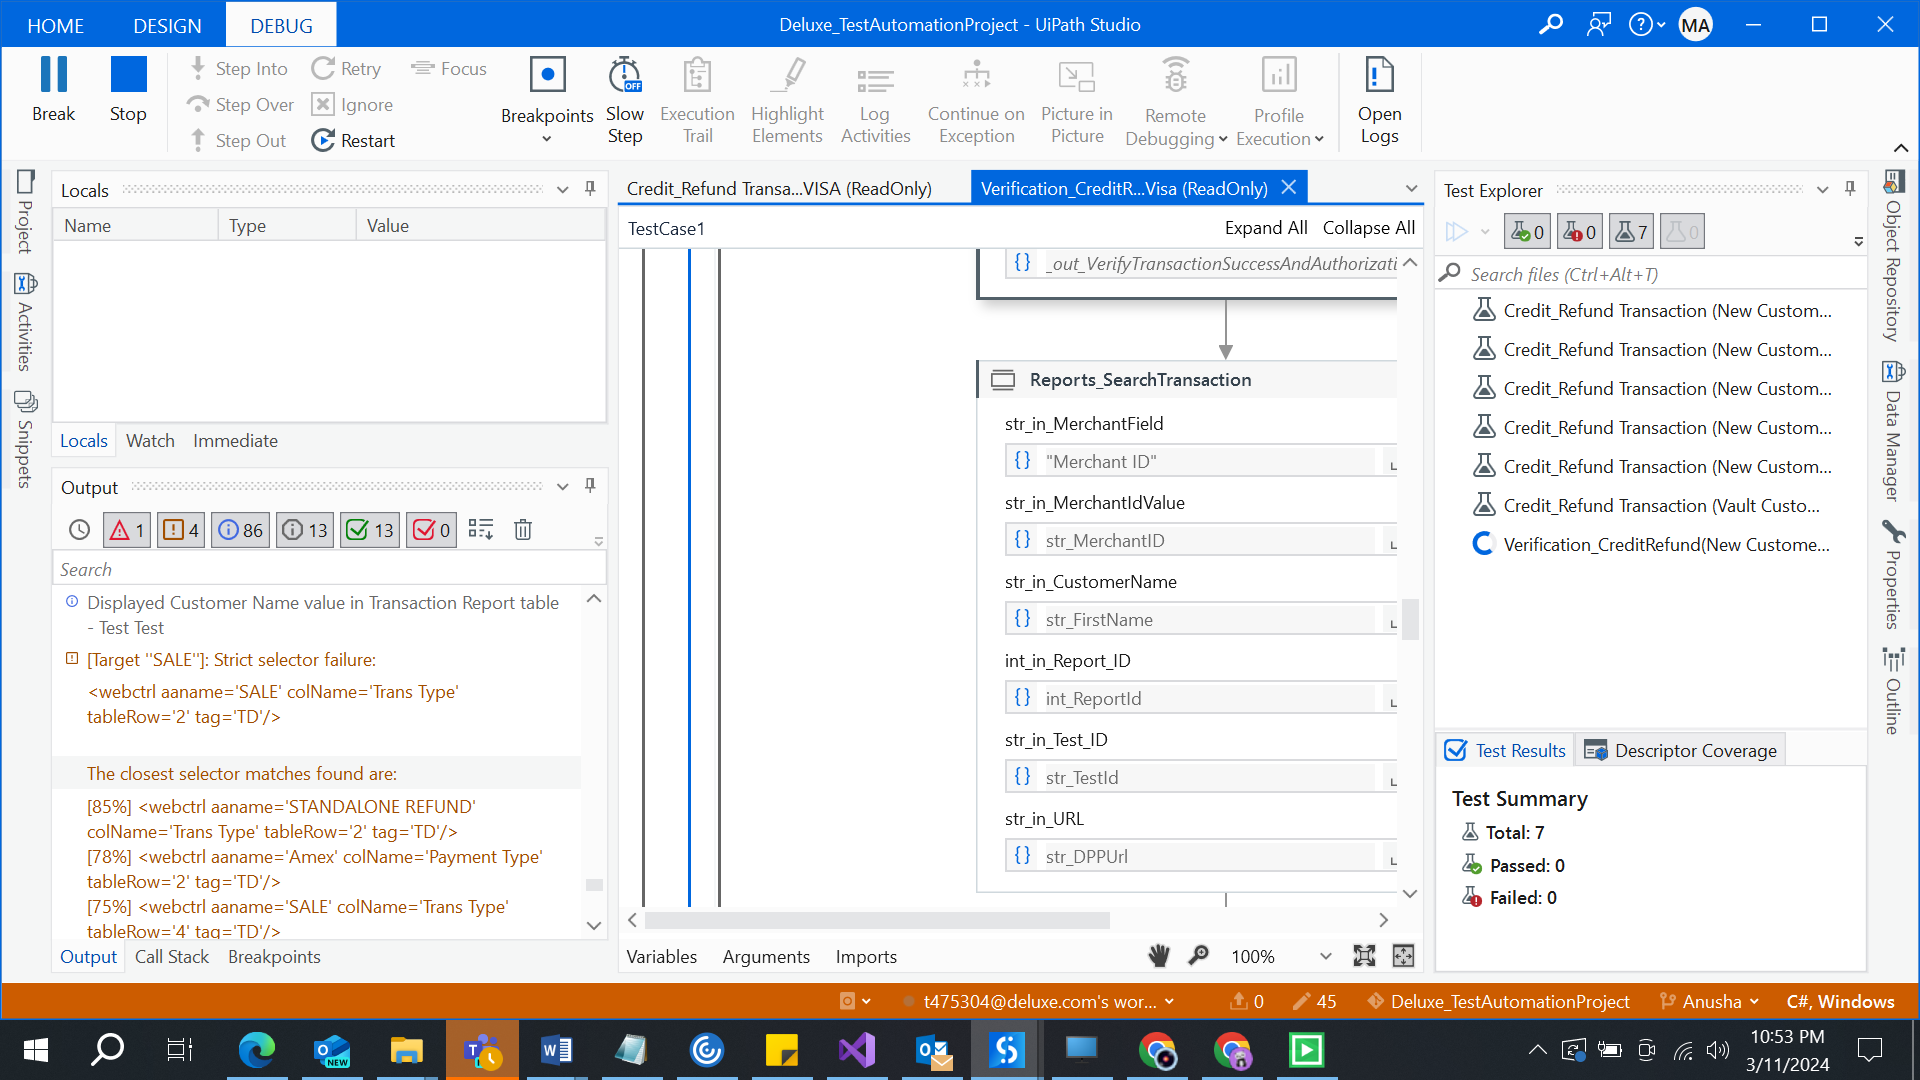 HOME
DESIGN
DEBUG
Deluxe_TestAutomationProject - UiPath Studio
MA
Break
Stop
Step Into
Step Over
Step Out
Retry
Ignore
Restart
Focus
Breakpoints
Slow
Step
OFF
Execution
Trail
Highlight
Elements
Log
Activities
Continue on
Exception
Picture in
Picture
Remote
Debugging
Profile
Execution
Open
Logs
Project
Activities
Snippets
Locals
Name
Type
Value
Locals
Watch
Immediate
Output
1
4
86
13
13
0
Search
Displayed Customer Name value in Transaction Report table
- Test Test
[Target "SALE"]: Strict selector failure:
<webctrl aaname='SALE' colName='Trans Type'
tableRow='2' tag='TD'/>
The closest selector matches found are:
[85%] <webctrl aaname='STANDALONE REFUND'
colName='Trans Type' tableRow='2' tag='TD'/>
[78%] <webctrl aaname='Amex' colName='Payment Type'
tableRow='2' tag='TD'/>
[75%] <webctrl aaname='SALE' colName='Trans Type'
tableRow='4' tag='TD'/>
Output
Call Stack
Breakpoints
Credit_Refund Transa...VISA (ReadOnly)
Verification_CreditR...Visa (ReadOnly)
TestCase1
Expand All
Collapse All
_out_VerifyTransactionSuccessAndAuthorizati
Reports_SearchTransaction
str_in_MerchantField
"Merchant ID"
str_in_MerchantIdValue
str_MerchantID
str_in_CustomerName
str_FirstName
int_in_Report_ID
int_ReportId
str_in_Test_ID
str_TestId
str_in_URL
str_DPPUrl
Variables
Arguments
Imports
100%
Test Explorer
0
0
7
0
Search files (Ctrl+Alt+T)
Credit_Refund Transaction (New Custom...
Credit_Refund Transaction (New Custom...
Credit_Refund Transaction (New Custom...
Credit_Refund Transaction (New Custom...
Credit_Refund Transaction (New Custom...
Credit_Refund Transaction (Vault Custo...
Verification_CreditRefund(New Custome...
Test Results
Descriptor Coverage
Test Summary
Total: 7
Passed: 0
Failed: 0
Object Repository
Data Manager
Properties
Outline
t475304@deluxe.com's wor...
0
45
Deluxe_TestAutomationProject
Anusha
C#, Windows
NEW
10:53 PM
3/11/2024